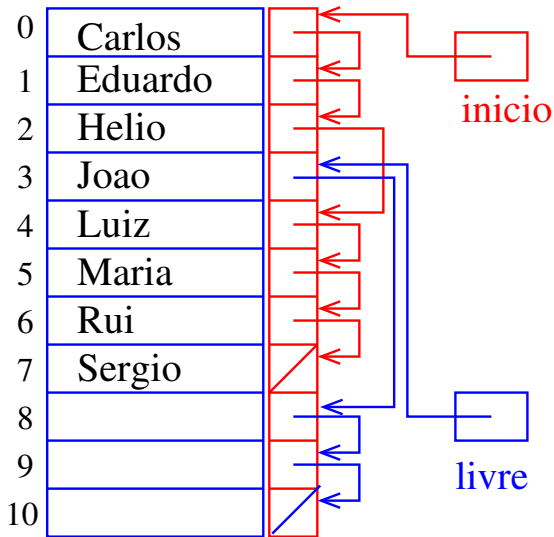 0 Carlos
1 Eduardo
inicio
2 Helio
3 Joao
4 Luiz
5 Maria
6 Rui
7 Sergio
8
9
livre
10